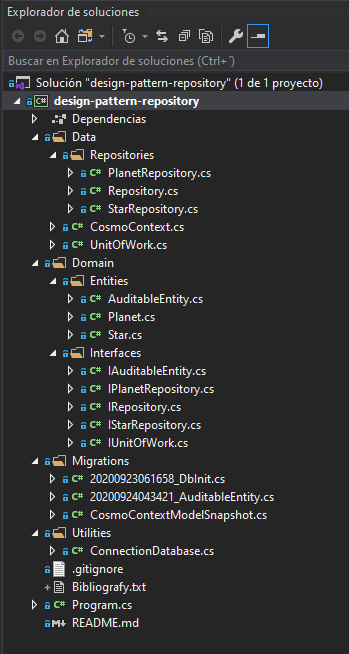 Explorador de soluciones
Buscar en Explorador de soluciones (Ctrl+¨)
Solución "design-pattern-repository" (1 de 1 proyecto)
C# design-pattern-repository
Dependencias
Data
Repositories
C# PlanetRepository.cs
C# Repository.cs
C# StarRepository.cs
C# CosmoContext.cs
C# UnitOfWork.cs
Domain
Entities
C# AuditableEntity.cs
C# Planet.cs
C# Star.cs
Interfaces
C# IAuditableEntity.cs
C# IPlanetRepository.cs
C# IRepository.cs
C# IStarRepository.cs
C# IUnitOfWork.cs
Migrations
C# 20200923061658_DbInit.cs
C# 20200924043421_AuditableEntity.cs
C# CosmoContextModelSnapshot.cs
Utilities
C# ConnectionDatabase.cs
.gitignore
Bibliografy.txt
C# Program.cs
README.md